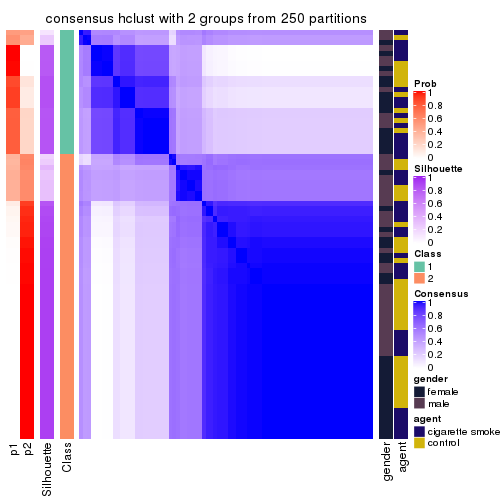 consensus hclust with 2 groups from 250 partitions
p1
p2
Silhouette
Class
gender
agent
Prob
1
0.8
0.6
0.4
0.2
0
Silhouette
1
0.8
0.6
0.4
0.2
0
Class
1
2
Consensus
1
0.8
0.6
0.4
0.2
0
gender
female
male
agent
cigarette smoke
control